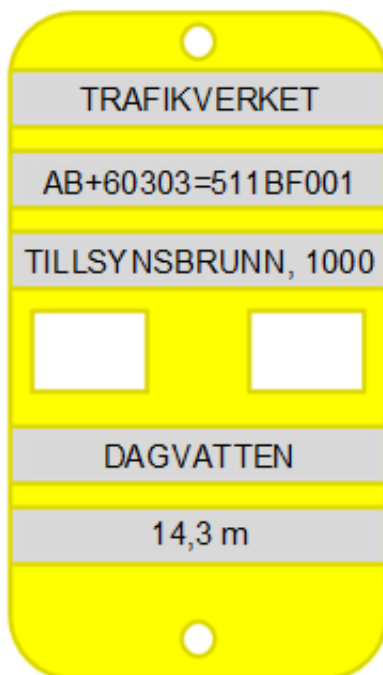 TRAFIKVERKET
AB+60303=511BF001
TILLSYNSBRUNN, 1000
DAGVATTEN
14,3 m